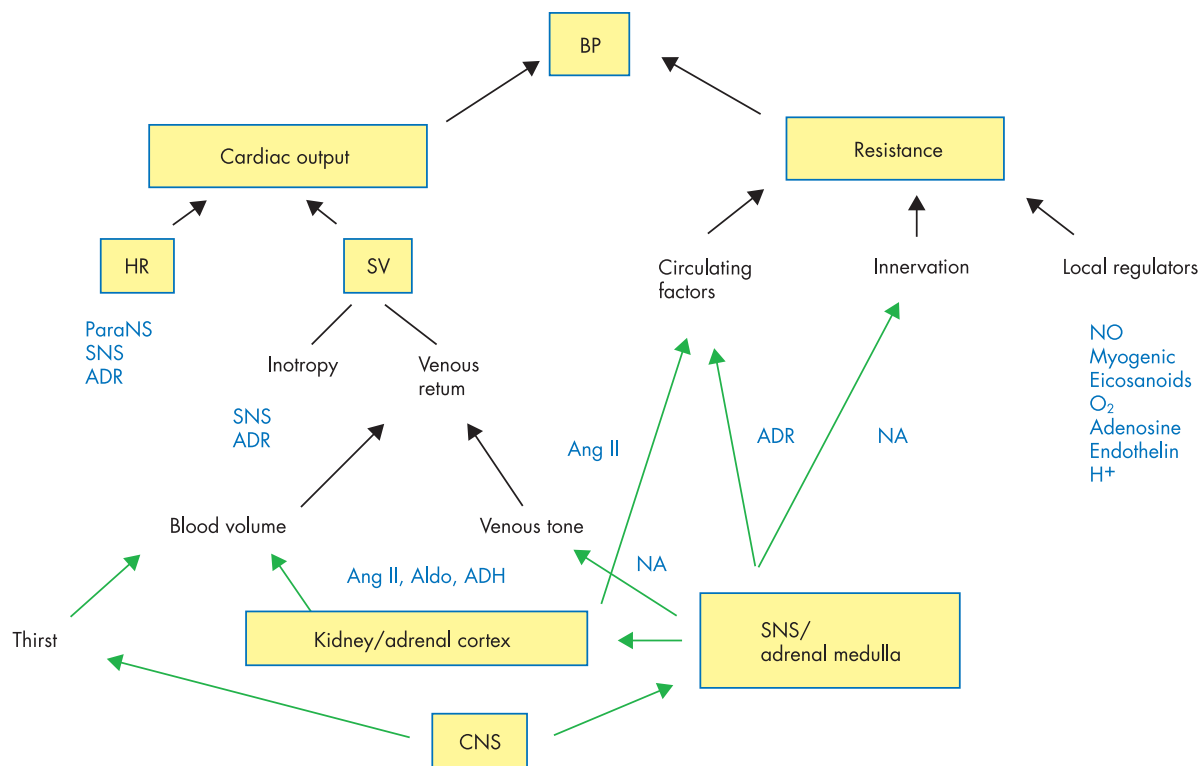 BP
Cardiac output
Resistance
HR
SV
Circulating
factors
Innervation
Local regulators
ParaNS
SNS
ADR
Inotropy
Venous
retum
SNS
ADR
NO
Myogenic
Eicosanoids
O₂
Adenosine
Endothelin
H⁺
Ang II
ADR
NA
Blood volume
Venous tone
Ang II, Aldo, ADH
NA
Thirst
Kidney/adrenal cortex
SNS/
adrenal medulla
CNS